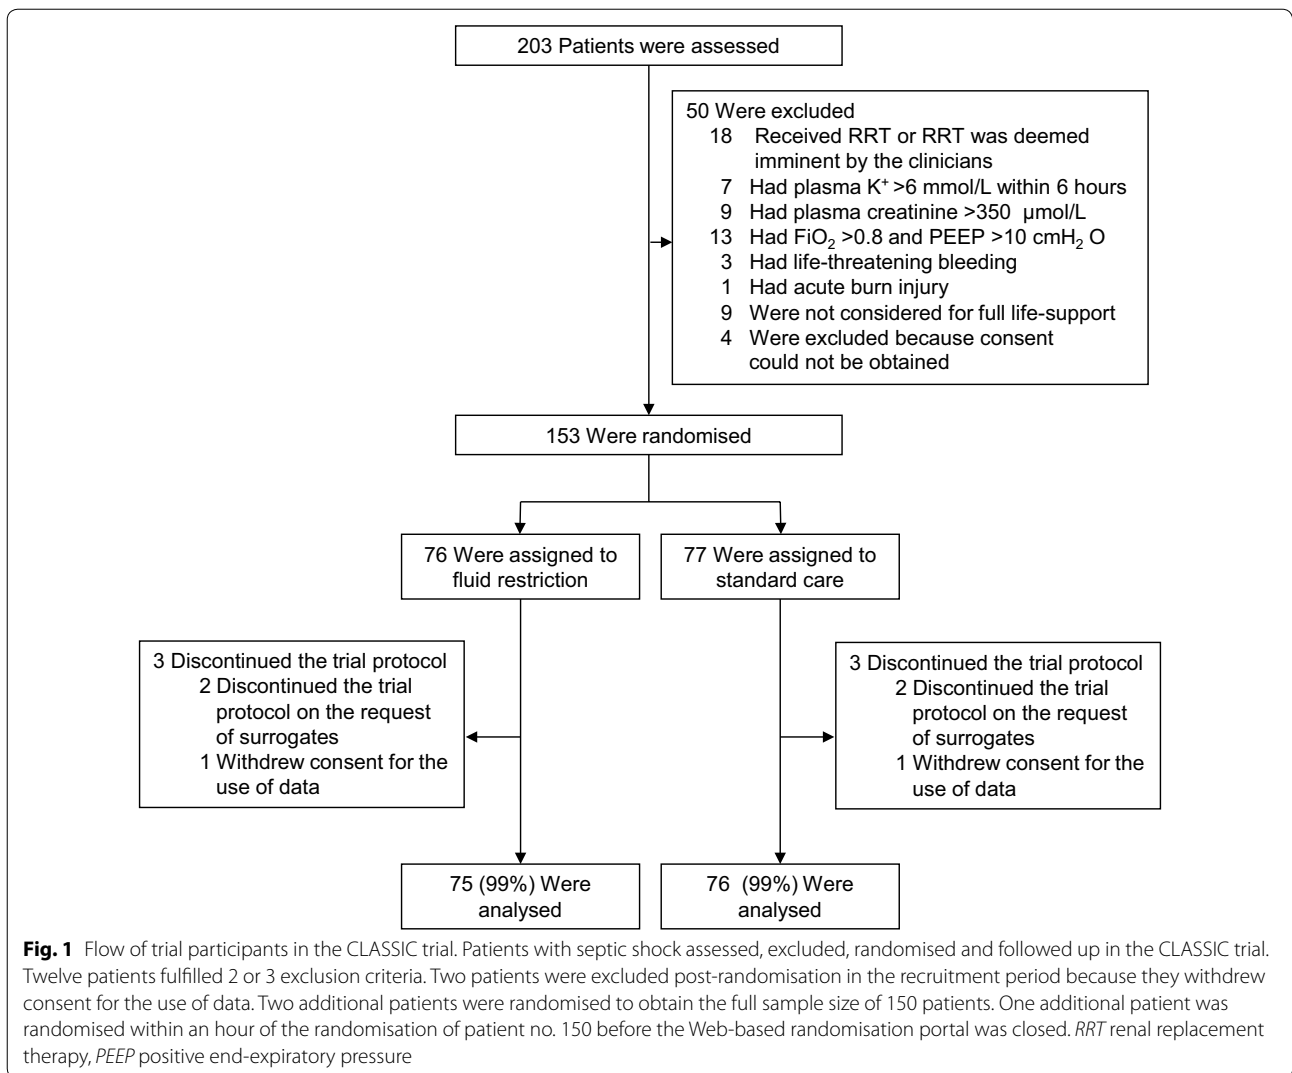 203 Patients were assessed
50 Were excluded
18 Received RRT or RRT was deemed
imminent by the clinicians
7 Had plasma K⁺ >6 mmol/L within 6 hours
9 Had plasma creatinine >350 µmol/L
13 Had FiO₂ >0.8 and PEEP >10 cmH₂ O
3 Had life-threatening bleeding
1 Had acute burn injury
9 Were not considered for full life-support
4 Were excluded because consent
could not be obtained
153 Were randomised
76 Were assigned to
fluid restriction
77 Were assigned to
standard care
3 Discontinued the trial protocol
2 Discontinued the trial
protocol on the request
of surrogates
1 Withdrew consent for the
use of data
3 Discontinued the trial protocol
2 Discontinued the trial
protocol on the request
of surrogates
1 Withdrew consent for the
use of data
75 (99%) Were
analysed
76 (99%) Were
analysed
Fig. 1 Flow of trial participants in the CLASSIC trial. Patients with septic shock assessed, excluded, randomised and followed up in the CLASSIC trial.
Twelve patients fulfilled 2 or 3 exclusion criteria. Two patients were excluded post-randomisation in the recruitment period because they withdrew
consent for the use of data. Two additional patients were randomised to obtain the full sample size of 150 patients. One additional patient was
randomised within an hour of the randomisation of patient no. 150 before the Web-based randomisation portal was closed. RRT renal replacement
therapy, PEEP positive end-expiratory pressure